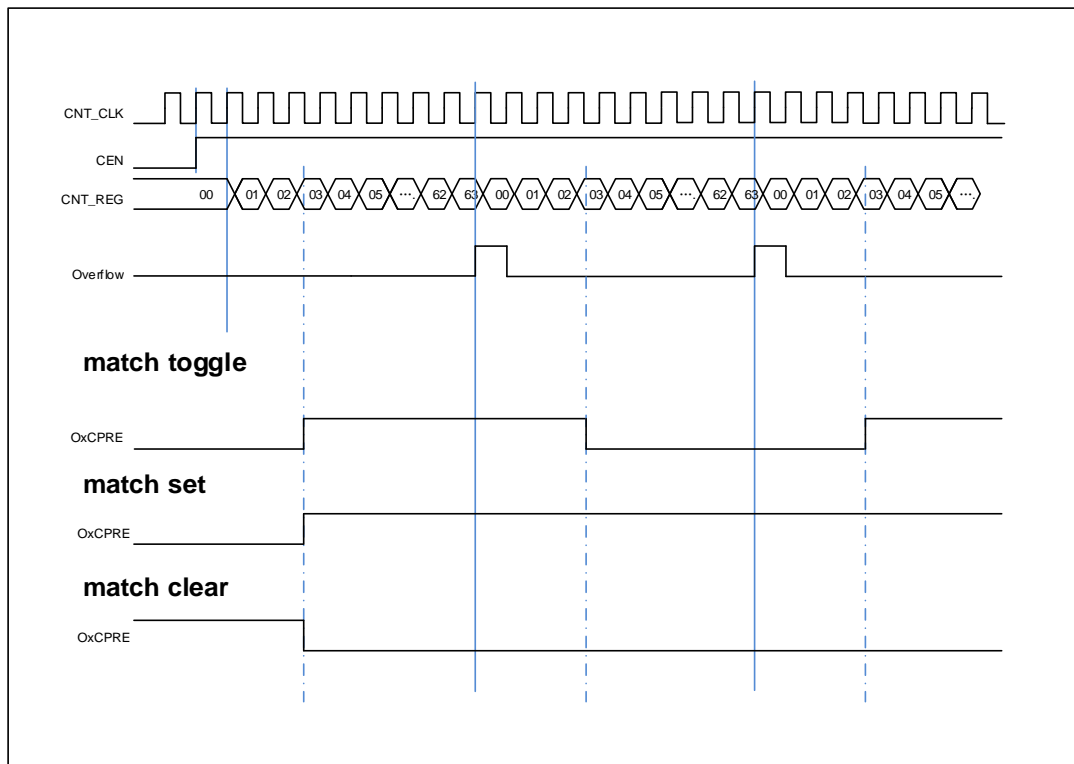 CNT_CLK
CEN
CNT_REG 00 01 02 03 04 05 ... 62 63 00 01 02 03 04 05 ... 62 63 00 01 02 03 04 05 ...
Overflow
match toggle
OxCPRE
match set
OxCPRE
match clear
OxCPRE